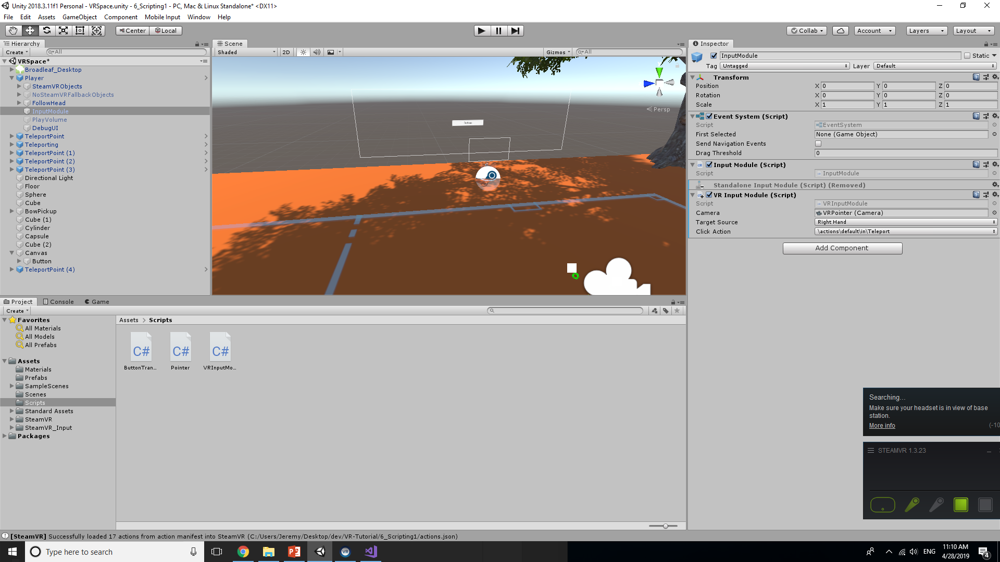 Unity 2018.3.11f1 Personal - VRSpace.unity - 6_Scripting1 - PC, Mac & Linux Standalone* <DX11>
File Edit Assets GameObject Component Mobile Input Window Help
Center Local Collab Account Layers Layout
Hierarchy
Create All
VRSpace*
Broadleaf_Desktop
Player
SteamVRObjects
NoSteamVRFallbackObjects
FollowHead
InputModule
PlayVolume
DebugUI
TeleportPoint
Teleporting
TeleportPoint (1)
TeleportPoint (2)
TeleportPoint (3)
Directional Light
Floor
Sphere
Cube
BowPickup
Cube (1)
Cylinder
Capsule
Cube (2)
Canvas
Button
TeleportPoint (4)
Scene
Shaded 2D Gizmos All
Persp
Button
Inspector
InputModule Static
Tag Untagged Layer Default
Transform
Position X 0 Y 0 Z 0
Rotation X 0 Y 0 Z 0
Scale X 1 Y 1 Z 1
Event System (Script)
Script EventSystem
First Selected None (Game Object)
Send Navigation Events
Drag Threshold 0
Input Module (Script)
Script InputModule
Standalone Input Module (Script) (Removed)
VR Input Module (Script)
Script VRInputModule
Camera VRPointer (Camera)
Target Source Right Hand
Click Action \actions\default\in\Teleport
Add Component
Project Console Game
Create
Favorites
All Materials
All Models
All Prefabs
Assets
Materials
Prefabs
SampleScenes
Scenes
Scripts
Standard Assets
SteamVR
SteamVR_Input
Packages
Assets > Scripts
C# C# C#
ButtonTran... Pointer VRInputMo...
Searching...
Make sure your headset is in view of base
station.
More info (-10
STEAMVR 1.3.23
[SteamVR] Successfully loaded 17 actions from action manifest into SteamVR (C:/Users/Jeremy/Desktop/dev/VR-Tutorial/6_Scripting1/actions.json)
Type here to search
VR
ENG
11:10 AM
4/28/2019
4